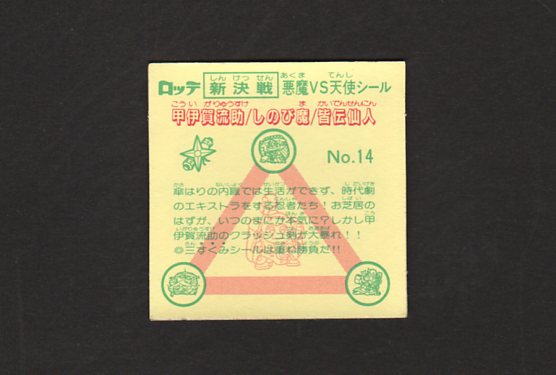 ロッテ 新決戦 悪魔VS天使シール
甲伊賀流助/しのび魔/皆伝仙人
No.14
傘はりの内職では生活ができず、時代劇
のエキストラをする忍者たち！お芝居の
はずが、いつのまにか本気に？しかし甲
伊賀流助のフラッシュ剣が大暴れ！！
◎三すくみシールは重ね勝負だ!!